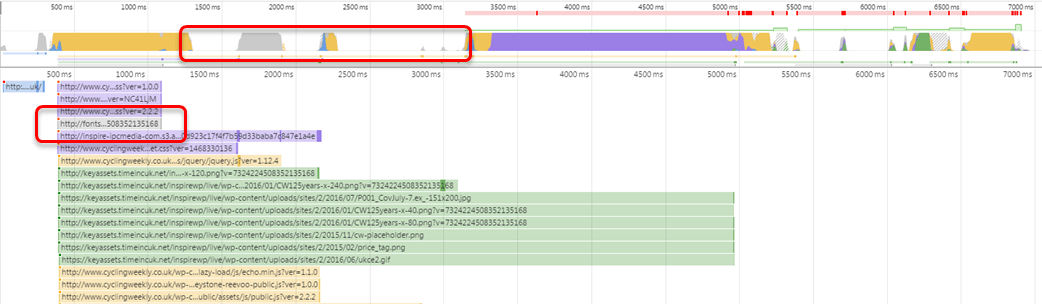 500 ms 1000 ms 1500 ms 2000 ms 2500 ms 3000 ms 3500 ms 4000 ms 4500 ms 5000 ms 5500 ms 6000 ms 6500 ms 7000 ms
500 ms 1000 ms 1500 ms 2000 ms 2500 ms 3000 ms 3500 ms 4000 ms 4500 ms 5000 ms 5500 ms 6000 ms 6500 ms 7000 ms
http:...uk/ http://www.cy...ss?ver=1.0.0
http://www....ver=NC41LjM
http://www.cy...ss?ver=2.2.2
http://fonts...508352135168
http://inspire-ipcmedia-com.s3.a...0d923c17f4f7b59d33baba7c847e1a4e
http://www.cyclingweek...et.css?ver=1468330136
http://www.cyclingweekly.co.uk...s/jquery/jquery.js?ver=1.12.4
http://keyassets.timeincuk.net/in...-x-120.png?v=7324224508352135168
http://keyassets.timeincuk.net/inspirewp/live/wp-c...2016/01/CW125years-x-240.png?v=7324224508352135168
https://keyassets.timeincuk.net/inspirewp/live/wp-content/uploads/sites/2/2016/07/P001_CovJuly-7.ex_-151x200.jpg
http://keyassets.timeincuk.net/inspirewp/live/wp-content/uploads/sites/2/2016/01/CW125years-x-40.png?v=7324224508352135168
http://keyassets.timeincuk.net/inspirewp/live/wp-content/uploads/sites/2/2016/01/CW125years-x-80.png?v=7324224508352135168
http://keyassets.timeincuk.net/inspirewp/live/wp-content/uploads/sites/2/2015/11/cw-placeholder.png
https://keyassets.timeincuk.net/inspirewp/live/wp-content/uploads/sites/2/2015/02/price_tag.png
https://keyassets.timeincuk.net/inspirewp/live/wp-content/uploads/sites/2/2016/06/ukce2.gif
http://www.cyclingweekly.co.uk/wp-c...lazy-load/js/echo.min.js?ver=1.1.0
http://www.cyclingweekly.co.uk/wp-...eystone-reevoo-public.js?ver=1.0.0
http://www.cyclingweekly.co.uk/wp-c...ublic/assets/js/public.js?ver=2.2.2